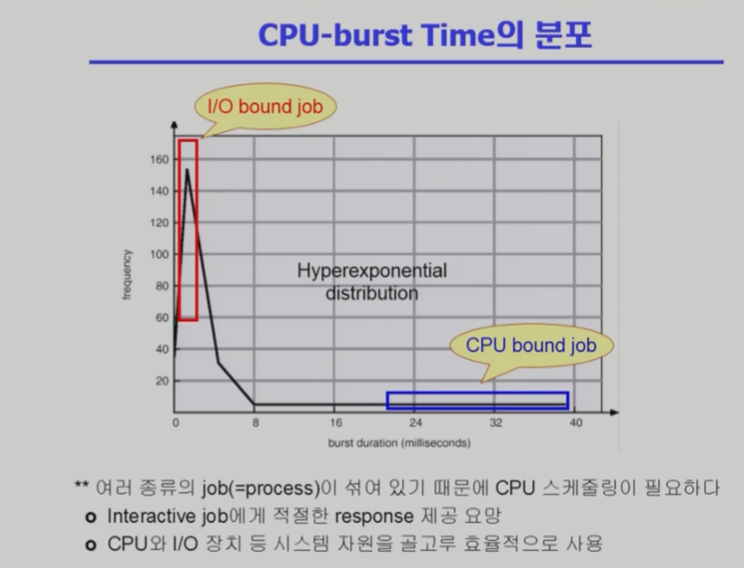 CPU-burst Time의 분포
I/O bound job
160
140
120
100
80
60
40
20
frequency
Hyperexponential
distribution
CPU bound job
0 8 16 24 32 40
burst duration (milliseconds)
** 여러 종류의 job(=process)이 섞여 있기 때문에 CPU 스케줄링이 필요하다
o Interactive job에게 적절한 response 제공 요망
o CPU와 I/O 장치 등 시스템 자원을 골고루 효율적으로 사용